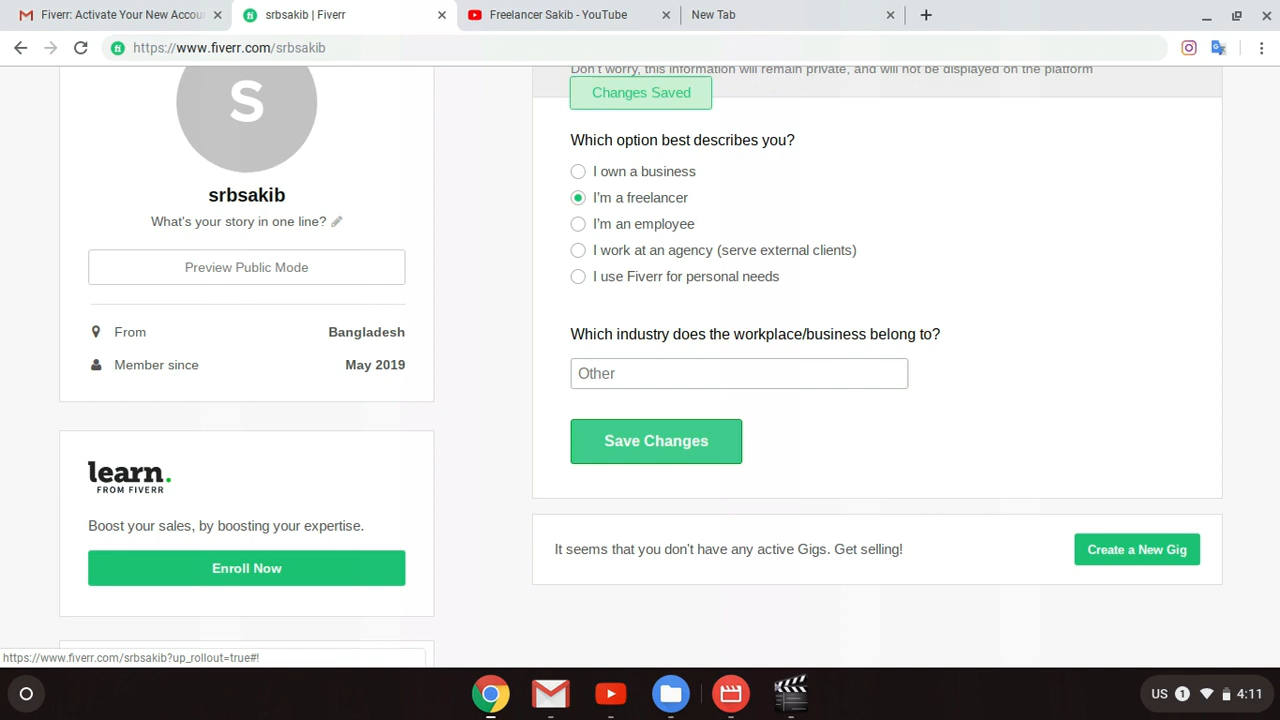 Fiverr: Activate Your New Accou
srbsakib | Fiverr
Freelancer Sakib - YouTube
New Tab
https://www.fiverr.com/srbsakib
Don't worry, this information will remain private, and will not be displayed on the platform
Changes Saved
S
srbsakib
What's your story in one line?
Preview Public Mode
From Bangladesh
Member since May 2019
learn.
FROM FIVERR
Boost your sales, by boosting your expertise.
Enroll Now
Which option best describes you?
I own a business
I'm a freelancer
I'm an employee
I work at an agency (serve external clients)
I use Fiverr for personal needs
Which industry does the workplace/business belong to?
Other
Save Changes
It seems that you don't have any active Gigs. Get selling!
Create a New Gig
https://www.fiverr.com/srbsakib?up_rollout=true#!
US 1 4:11